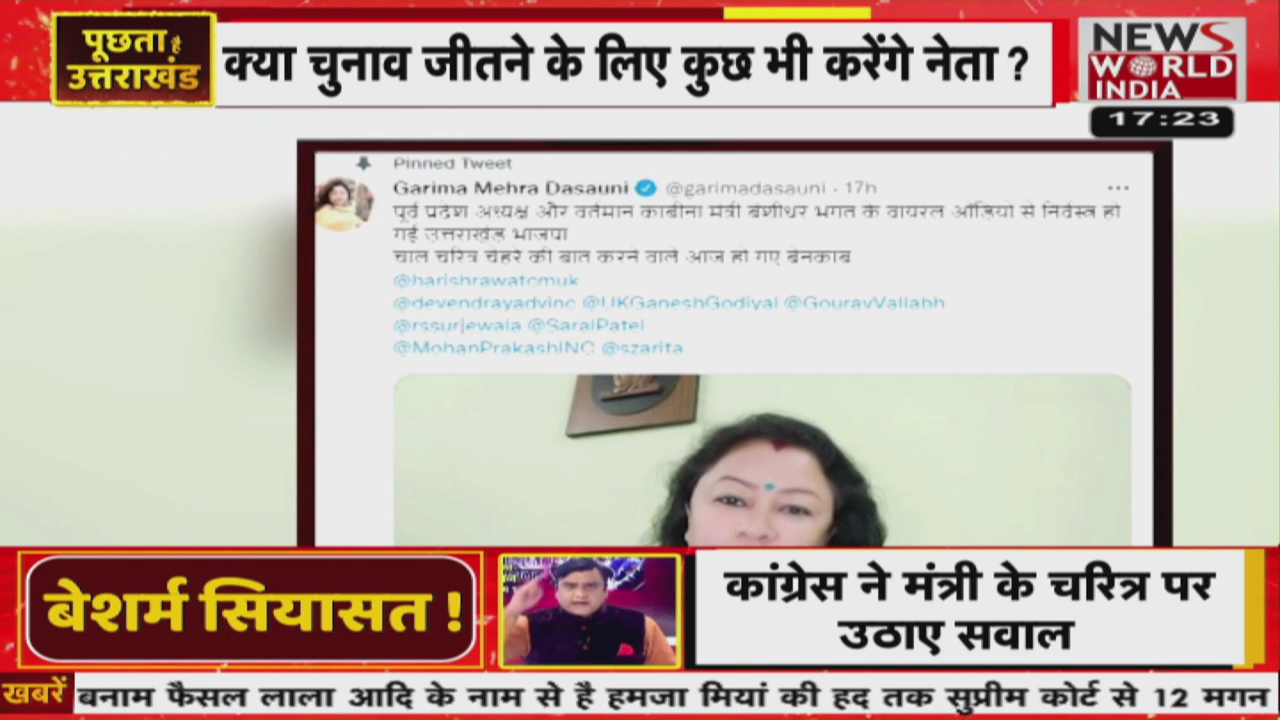 पूछता है
उत्तराखंड
क्या चुनाव जीतने के लिए कुछ भी करेंगे नेता ?
NEWS
WORLD
INDIA
17:23
Pinned Tweet
Garima Mehra Dasauni @garimadasauni · 17h
पूर्व प्रदेश अध्यक्ष और वर्तमान काबीना मंत्री बंशीधर भगत के वायरल ऑडियो से निर्वस्त्र हो
गई उत्तराखंड भाजपा
चाल चरित्र चेहरे की बात करने वाले आज हो गए बेनकाब
@harishrawatcmuk
@devendrayadvinc @UKGaneshGodiyal @GouravVallabh
@rssurjewala @SaralPatel
@MohanPrakashINC @szarita
बेशर्म सियासत !
कांग्रेस ने मंत्री के चरित्र पर
उठाए सवाल
खबरें बनाम फैसल लाला आदि के नाम से है हमजा मियां की हद तक सुप्रीम कोर्ट से 12 मगन